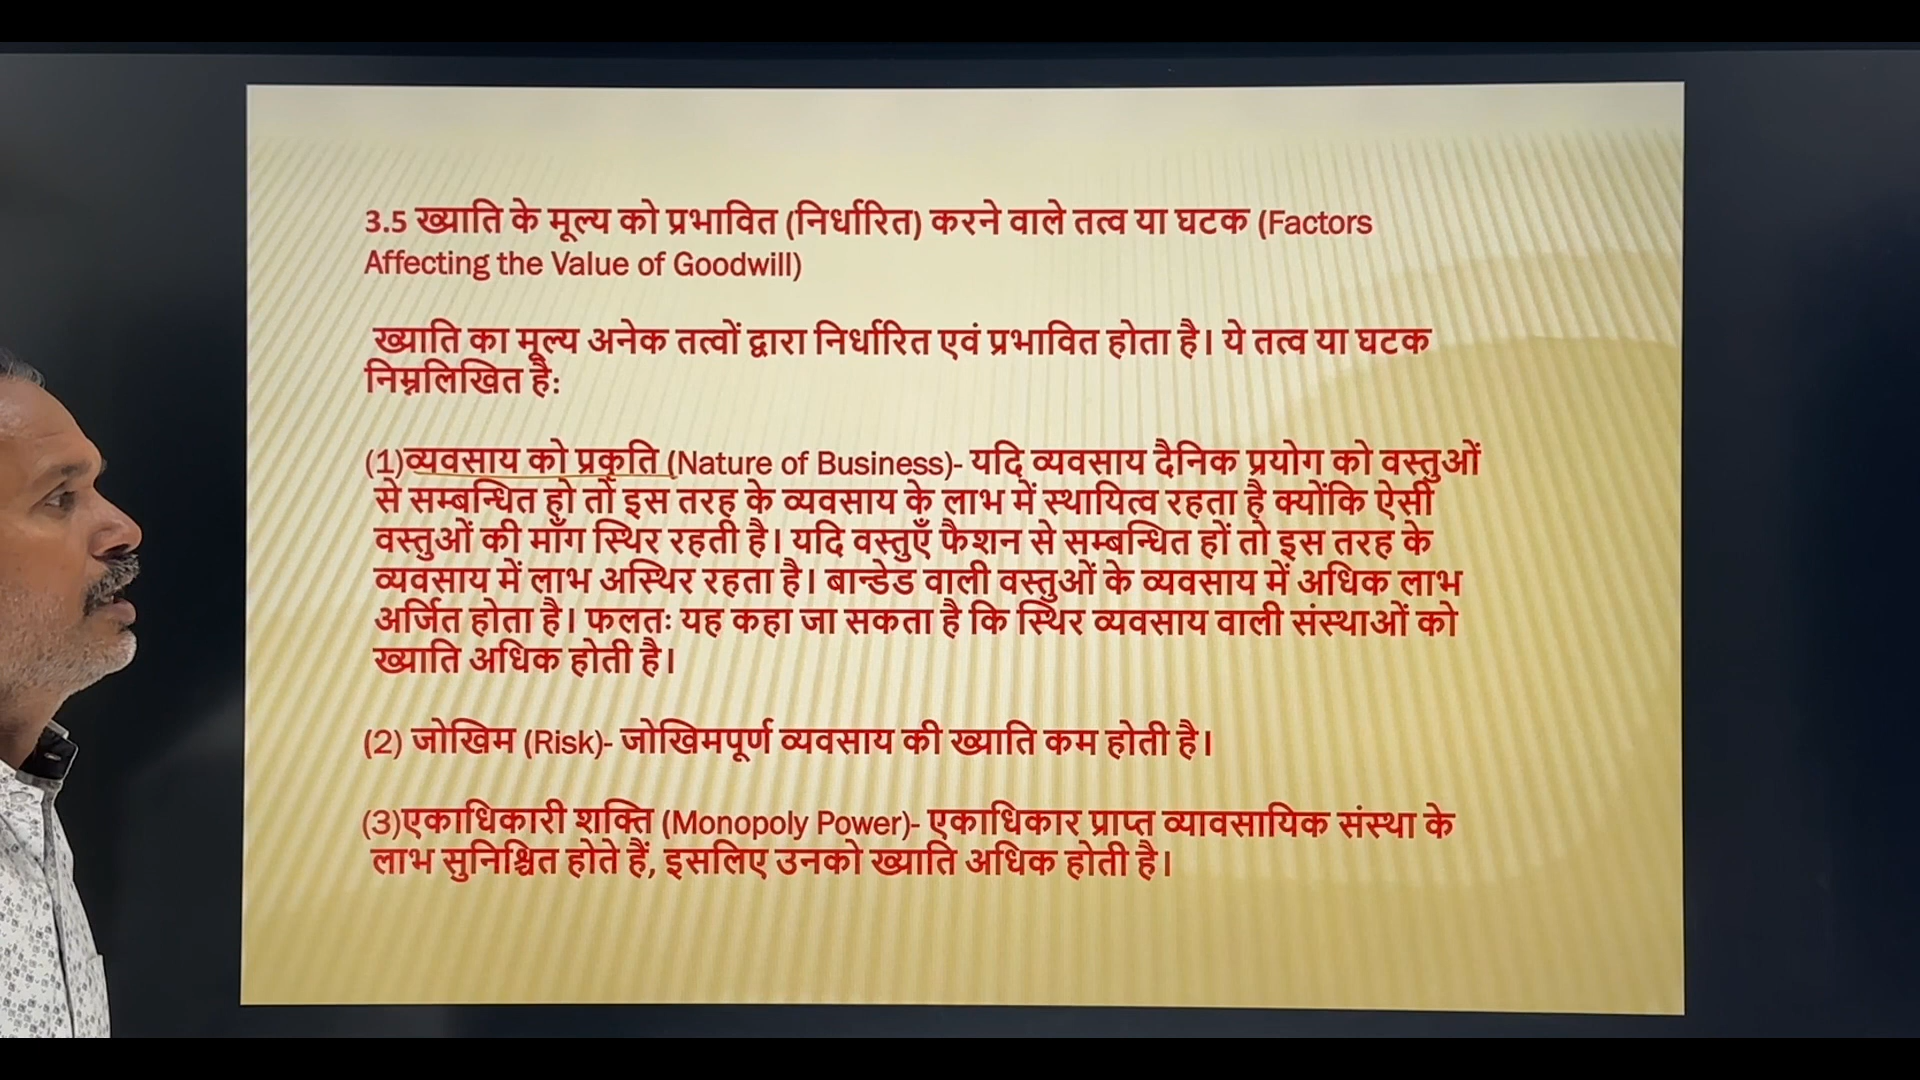 3.5 ख्याति के मूल्य को प्रभावित (निर्धारित) करने वाले तत्व या घटक (Factors
Affecting the Value of Goodwill)
ख्याति का मूल्य अनेक तत्वों द्वारा निर्धारित एवं प्रभावित होता है। ये तत्व या घटक
निम्नलिखित है:
(1)व्यवसाय को प्रकृति (Nature of Business)- यदि व्यवसाय दैनिक प्रयोग को वस्तुओं
से सम्बन्धित हो तो इस तरह के व्यवसाय के लाभ में स्थायित्व रहता है क्योंकि ऐसी
वस्तुओं की माँग स्थिर रहती है। यदि वस्तुएँ फैशन से सम्बन्धित हों तो इस तरह के
व्यवसाय में लाभ अस्थिर रहता है। बान्डेड वाली वस्तुओं के व्यवसाय में अधिक लाभ
अर्जित होता है। फलतः यह कहा जा सकता है कि स्थिर व्यवसाय वाली संस्थाओं को
ख्याति अधिक होती है।
(2) जोखिम (Risk)- जोखिमपूर्ण व्यवसाय की ख्याति कम होती है।
(3)एकाधिकारी शक्ति (Monopoly Power)- एकाधिकार प्राप्त व्यावसायिक संस्था के
लाभ सुनिश्चित होते हैं, इसलिए उनको ख्याति अधिक होती है।